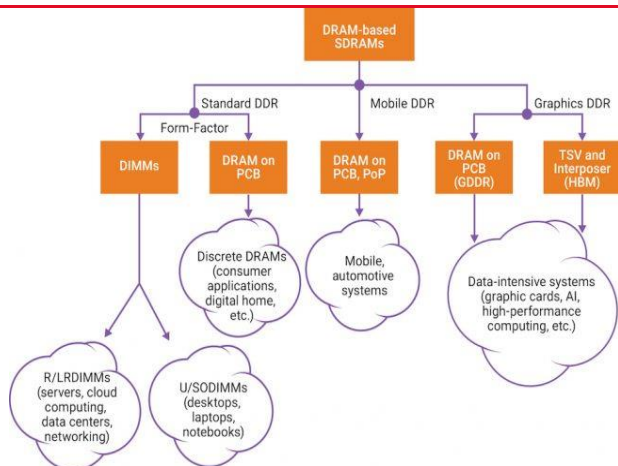 DRAM-based
SDRAMs
Standard DDR
Mobile DDR
Graphics DDR
Form-Factor
DIMMs
DRAM on
PCB
DRAM on
PCB, PoP
DRAM on
PCB
(GDDR)
TSV and
Interposer
(HBM)
Discrete DRAMs
(consumer
applications,
digital home,
etc.)
Mobile,
automotive
systems
Data-intensive systems
(graphic cards, AI,
high-performance
computing, etc.)
R/LRDIMMs
(servers, cloud
computing,
data centers,
networking)
U/SODIMMs
(desktops,
laptops,
notebooks)